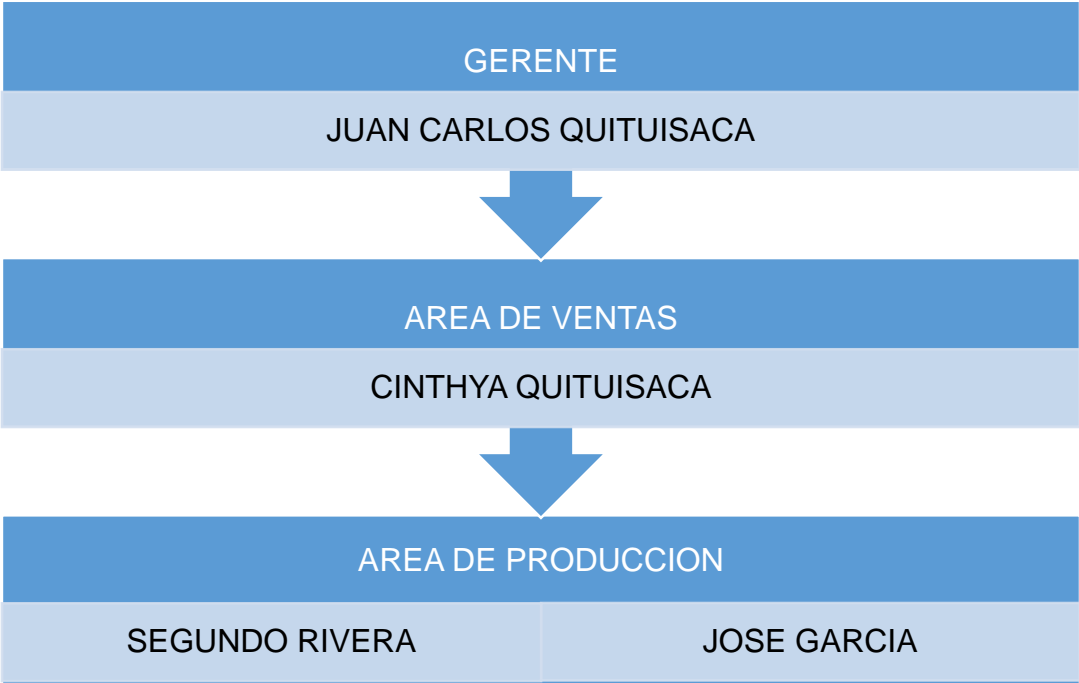 GERENTE
JUAN CARLOS QUITUISACA
AREA DE VENTAS
CINTHYA QUITUISACA
AREA DE PRODUCCION
SEGUNDO RIVERA
JOSE GARCIA